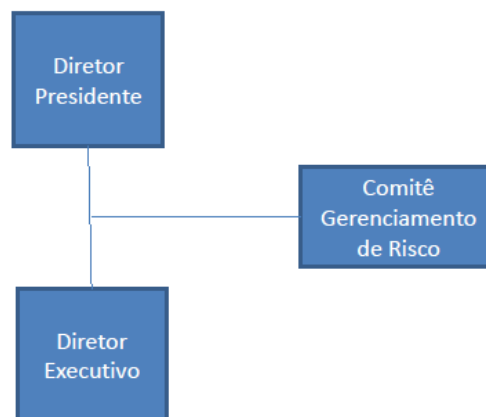 Diretor
Presidente
Comitê
Gerenciamento
de Risco
Diretor
Executivo